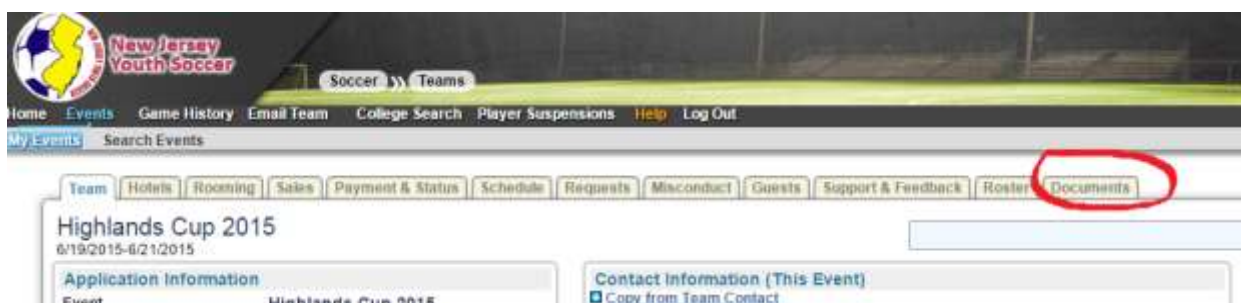 New Jersey
Youth Soccer
Soccer Teams
Home Events Game History Email Team College Search Player Suspensions Help Log Out
My Events Search Events
Team Hotels Rooming Sales Payment & Status Schedule Requests Misconduct Guests Support & Feedback Roster Documents
Highlands Cup 2015
6/19/2015-6/21/2015
Application Information Contact Information (This Event)
Event Highlands Cup 2015 Copy from Team Contact